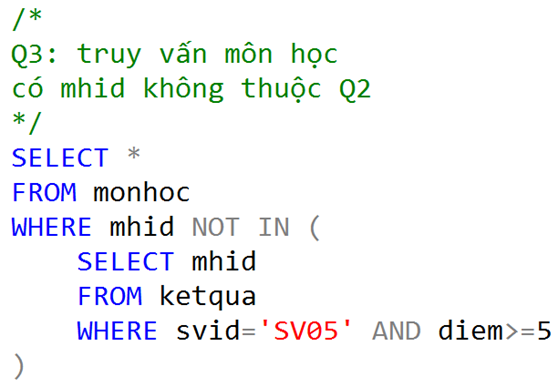 /*
Q3: truy vấn môn học
có mhid không thuộc Q2
*/
SELECT *
FROM monhoc
WHERE mhid NOT IN (
    SELECT mhid
    FROM ketqua
    WHERE svid='SV05' AND diem>=5
)